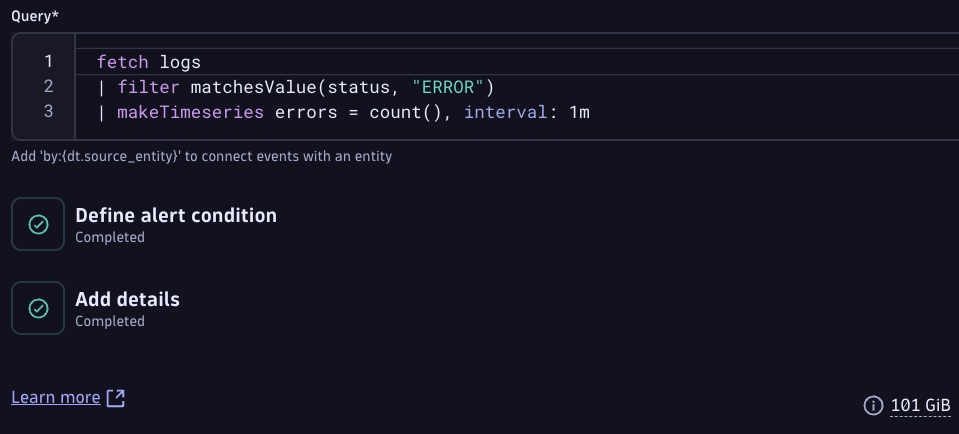 Query*
1 fetch logs
2 | filter matchesValue(status, "ERROR")
3 | makeTimeseries errors = count(), interval: 1m
Add 'by:{dt.source_entity}' to connect events with an entity
Define alert condition
Completed
Add details
Completed
Learn more
101 GiB